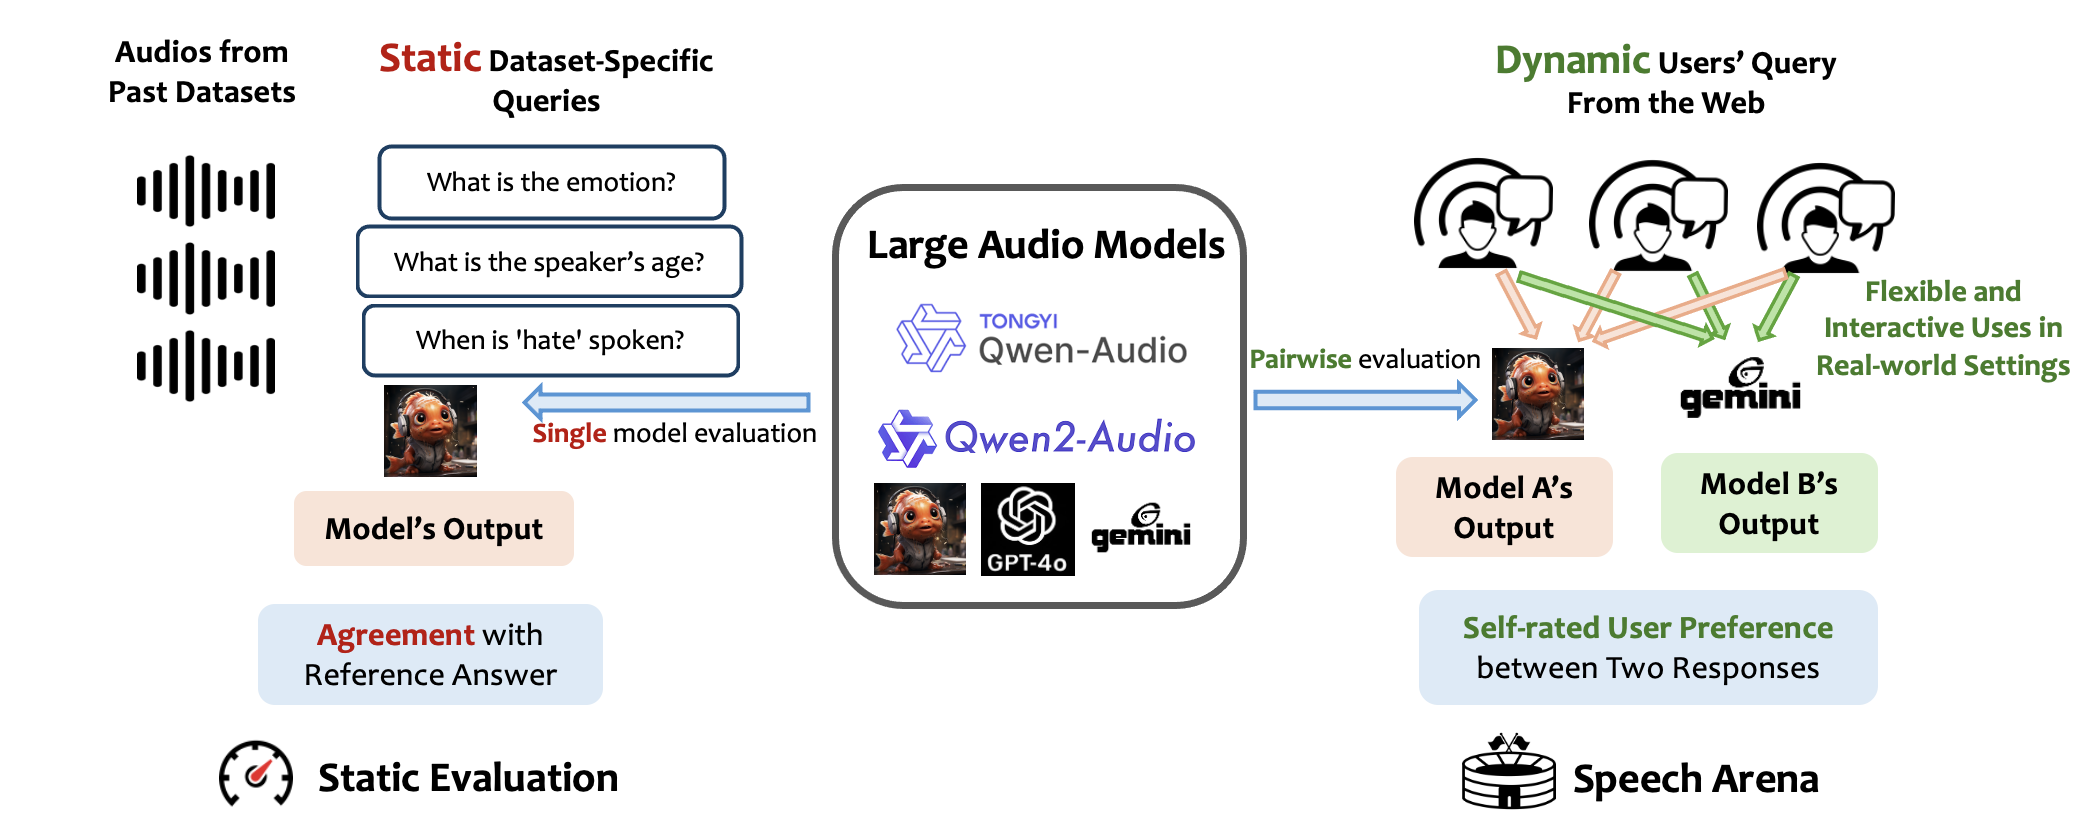 Audios from
Past Datasets
Static Dataset-Specific
Queries
What is the emotion?
What is the speaker's age?
When is 'hate' spoken?
Single model evaluation
Model's Output
Agreement with
Reference Answer
Static Evaluation
Large Audio Models
TONGYI
Qwen-Audio
Qwen2-Audio
GPT-4o
gemini
Dynamic Users' Query
From the Web
Flexible and
Interactive Uses in
Real-world Settings
Pairwise evaluation
gemini
Model A's
Output
Model B's
Output
Self-rated User Preference
between Two Responses
Speech Arena